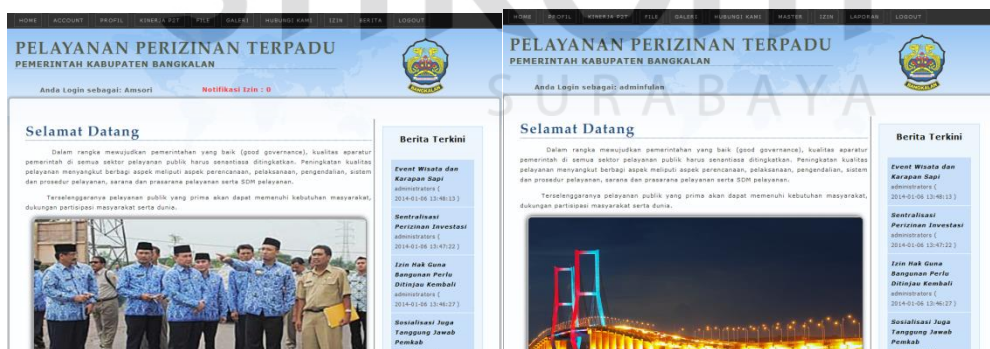 HOME ACCOUNT PROFIL KINERJA P2T FILE GALERI HUBUNGI KAMI IZIN BERITA LOGOUT
PELAYANAN PERIZINAN TERPADU
PEMERINTAH KABUPATEN BANGKALAN
BANGKALAN
Anda Login sebagai: Amsori Notifikasi Izin : 0
Selamat Datang
Dalam rangka mewujudkan pemerintahan yang baik (good governance), kualitas aparatur
pemerintah di semua sektor pelayanan publik harus senantiasa ditingkatkan. Peningkatan kualitas
pelayanan menyangkut berbagai aspek meliputi aspek perencanaan, pelaksanaan, pengendalian, sistem
dan prosedur pelayanan, sarana dan prasarana pelayanan serta SDM pelayanan.
Terselenggaranya pelayanan publik yang prima akan dapat memenuhi kebutuhan masyarakat,
dukungan partisipasi masyarakat serta dunia.
Berita Terkini
Event Wisata dan
Karapan Sapi
administrators (
2014-01-06 13:48:13 )
Sentralisasi
Perizinan Investasi
administrators (
2014-01-06 13:47:22 )
Izin Hak Guna
Bangunan Perlu
Ditinjau Kembali
administrators (
2014-01-06 13:46:27 )
Sosialisasi Juga
Tanggung Jawab
Pemkab
HOME PROFIL KINERJA P2T FILE GALERI HUBUNGI KAMI MASTER IZIN LAPORAN LOGOUT
PELAYANAN PERIZINAN TERPADU
PEMERINTAH KABUPATEN BANGKALAN
BANGKALAN
Anda Login sebagai: adminfulan
SURABAYA
Selamat Datang
Dalam rangka mewujudkan pemerintahan yang baik (good governance), kualitas aparatur
pemerintah di semua sektor pelayanan publik harus senantiasa ditingkatkan. Peningkatan kualitas
pelayanan menyangkut berbagai aspek meliputi aspek perencanaan, pelaksanaan, pengendalian, sistem
dan prosedur pelayanan, sarana dan prasarana pelayanan serta SDM pelayanan.
Terselenggaranya pelayanan publik yang prima akan dapat memenuhi kebutuhan masyarakat,
dukungan partisipasi masyarakat serta dunia.
Berita Terkini
Event Wisata dan
Karapan Sapi
administrators (
2014-01-06 13:48:13 )
Sentralisasi
Perizinan Investasi
administrators (
2014-01-06 13:47:22 )
Izin Hak Guna
Bangunan Perlu
Ditinjau Kembali
administrators (
2014-01-06 13:46:27 )
Sosialisasi Juga
Tanggung Jawab
Pemkab